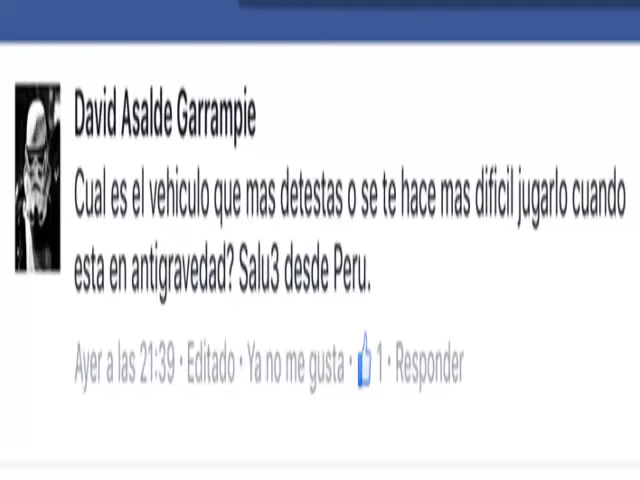 David Asalde Garrampie
Cual es el vehiculo que mas detestas o se te hace mas dificil jugarlo cuando
esta en antigravedad? Salu3 desde Peru.
Ayer a las 21:39 · Editado · Ya no me gusta · 1 · Responder